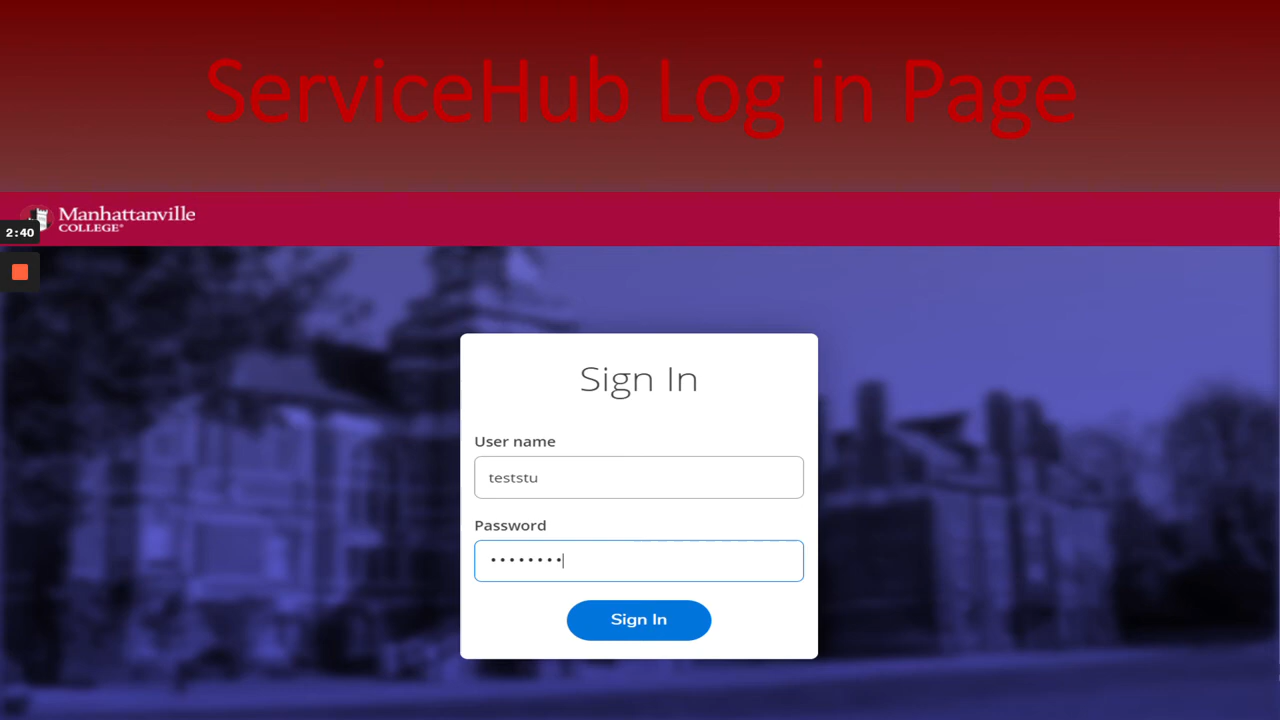 ServiceHub Log in Page
Manhattanville
COLLEGE®
2:40
Sign In
User name
teststu
Password
••••••••
Sign In